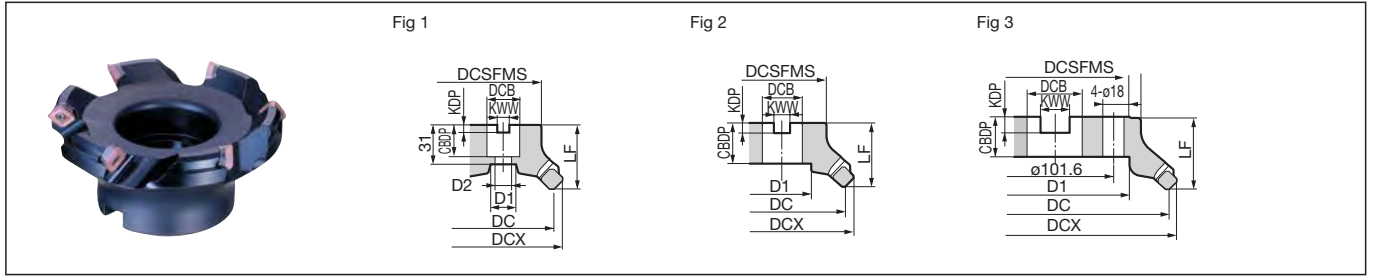 Fig 1
DCSFMS
DCB
KWW
KDP
CBDP
31
LF
D2
D1
DC
DCX
Fig 2
DCSFMS
DCB
KWW
KDP
CBDP
LF
D1
DC
DCX
Fig 3
DCSFMS
DCB
4-ø18
KWW
KDP
CBDP
LF
ø101.6
D1
DC
DCX